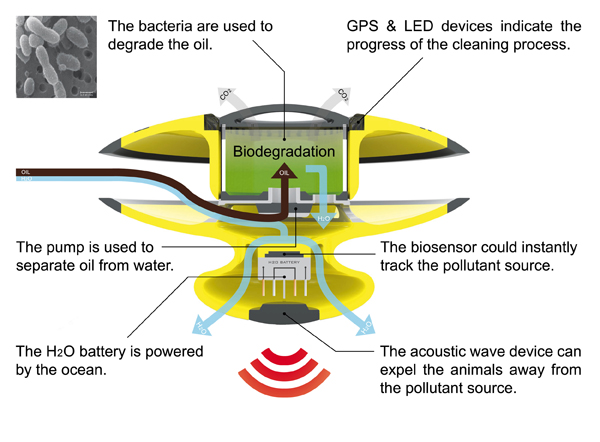 The bacteria are used to
degrade the oil.
GPS & LED devices indicate the
progress of the cleaning process.
CO2
CO2
Biodegradation
OIL
H2O
OIL
H2O
The pump is used to
separate oil from water.
The biosensor could instantly
track the pollutant source.
H2O BATTERY
H2O
H2O
The H2O battery is powered
by the ocean.
The acoustic wave device can
expel the animals away from
the pollutant source.